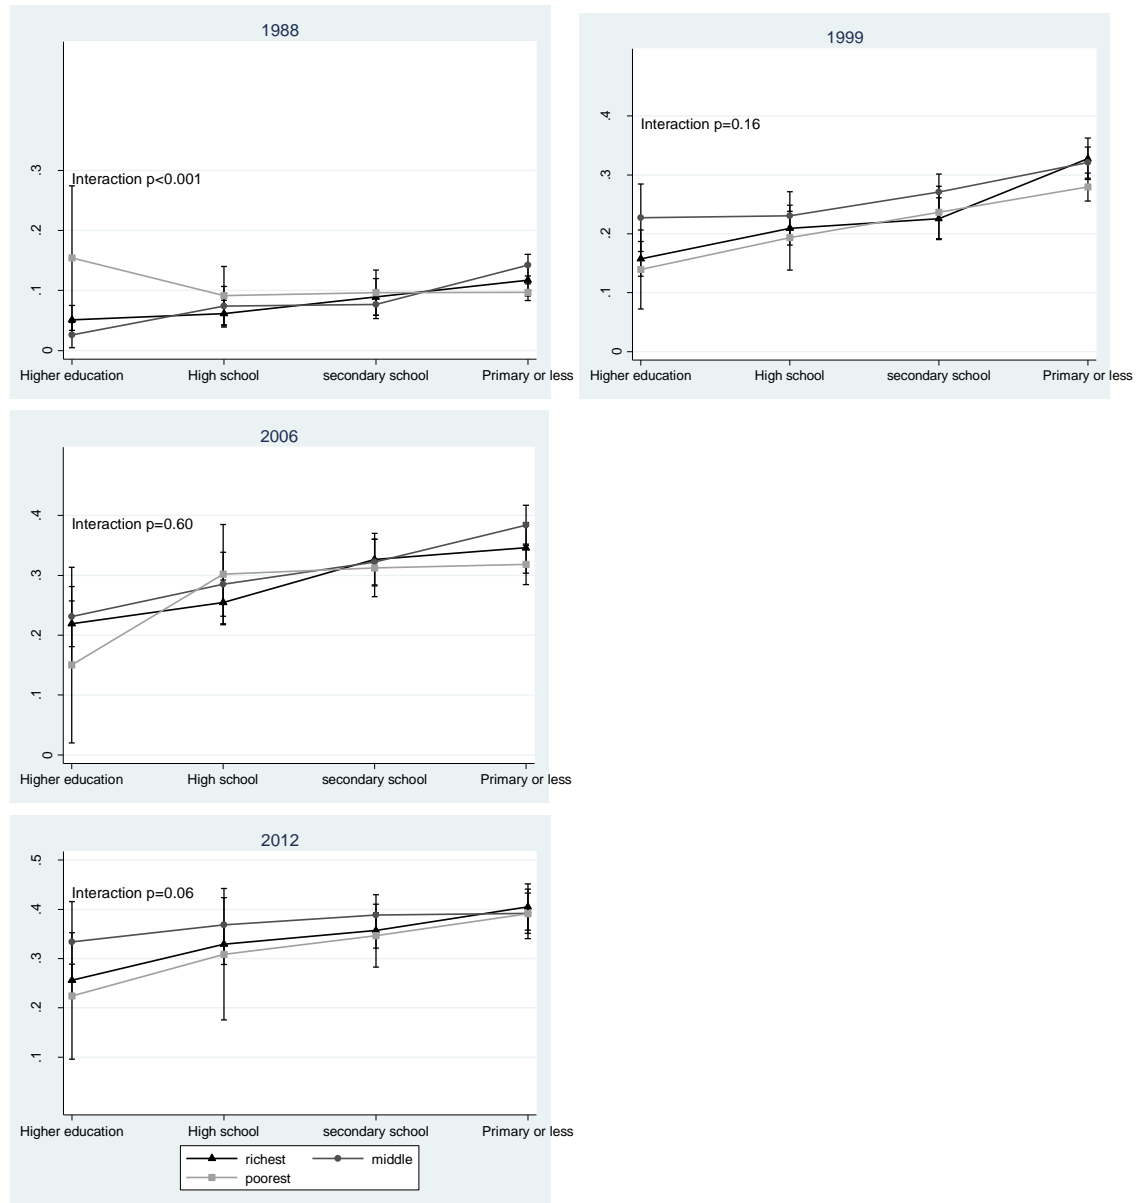 1988
Interaction p<0.001
.3
.2
.1
0
Higher education High school secondary school Primary or less
1999
.4
Interaction p=0.16
.3
.2
.1
0
Higher education High school secondary school Primary or less
2006
.4
Interaction p=0.60
.3
.2
.1
0
Higher education High school secondary school Primary or less
2012
.5
Interaction p=0.06
.4
.3
.2
.1
Higher education High school secondary school Primary or less
richest middle
poorest